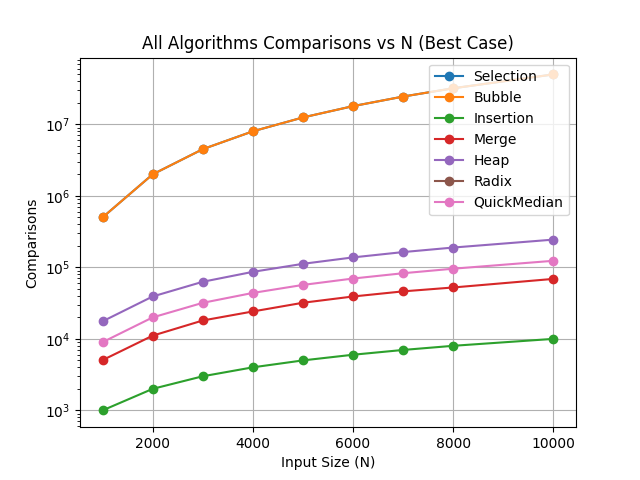 All Algorithms Comparisons vs N (Best Case)
Comparisons
10^7
10^6
10^5
10^4
10^3
Selection
Bubble
Insertion
Merge
Heap
Radix
QuickMedian
2000 4000 6000 8000 10000
Input Size (N)